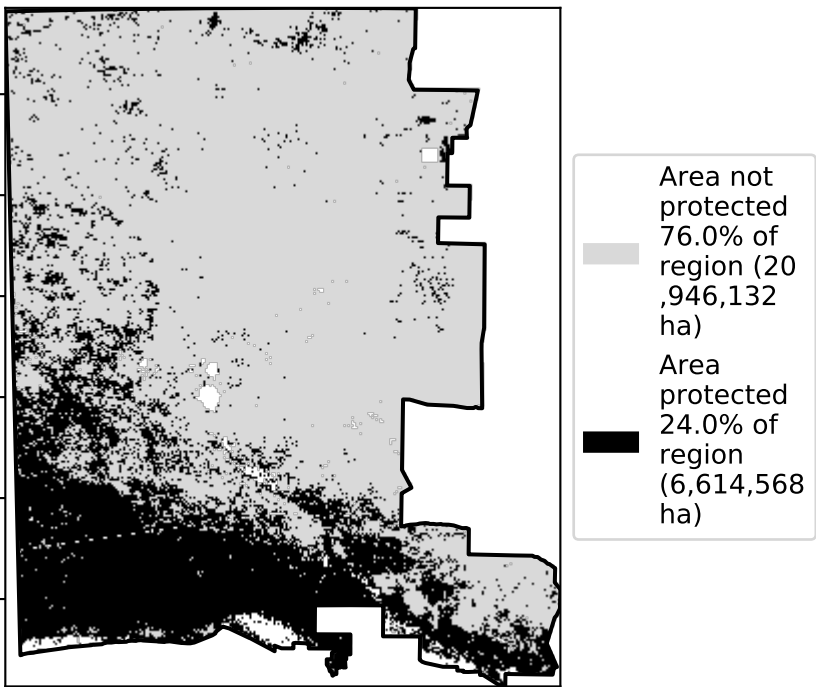 Area not
protected
76.0% of
region (20
,946,132
ha)
Area
protected
24.0% of
region
(6,614,568
ha)